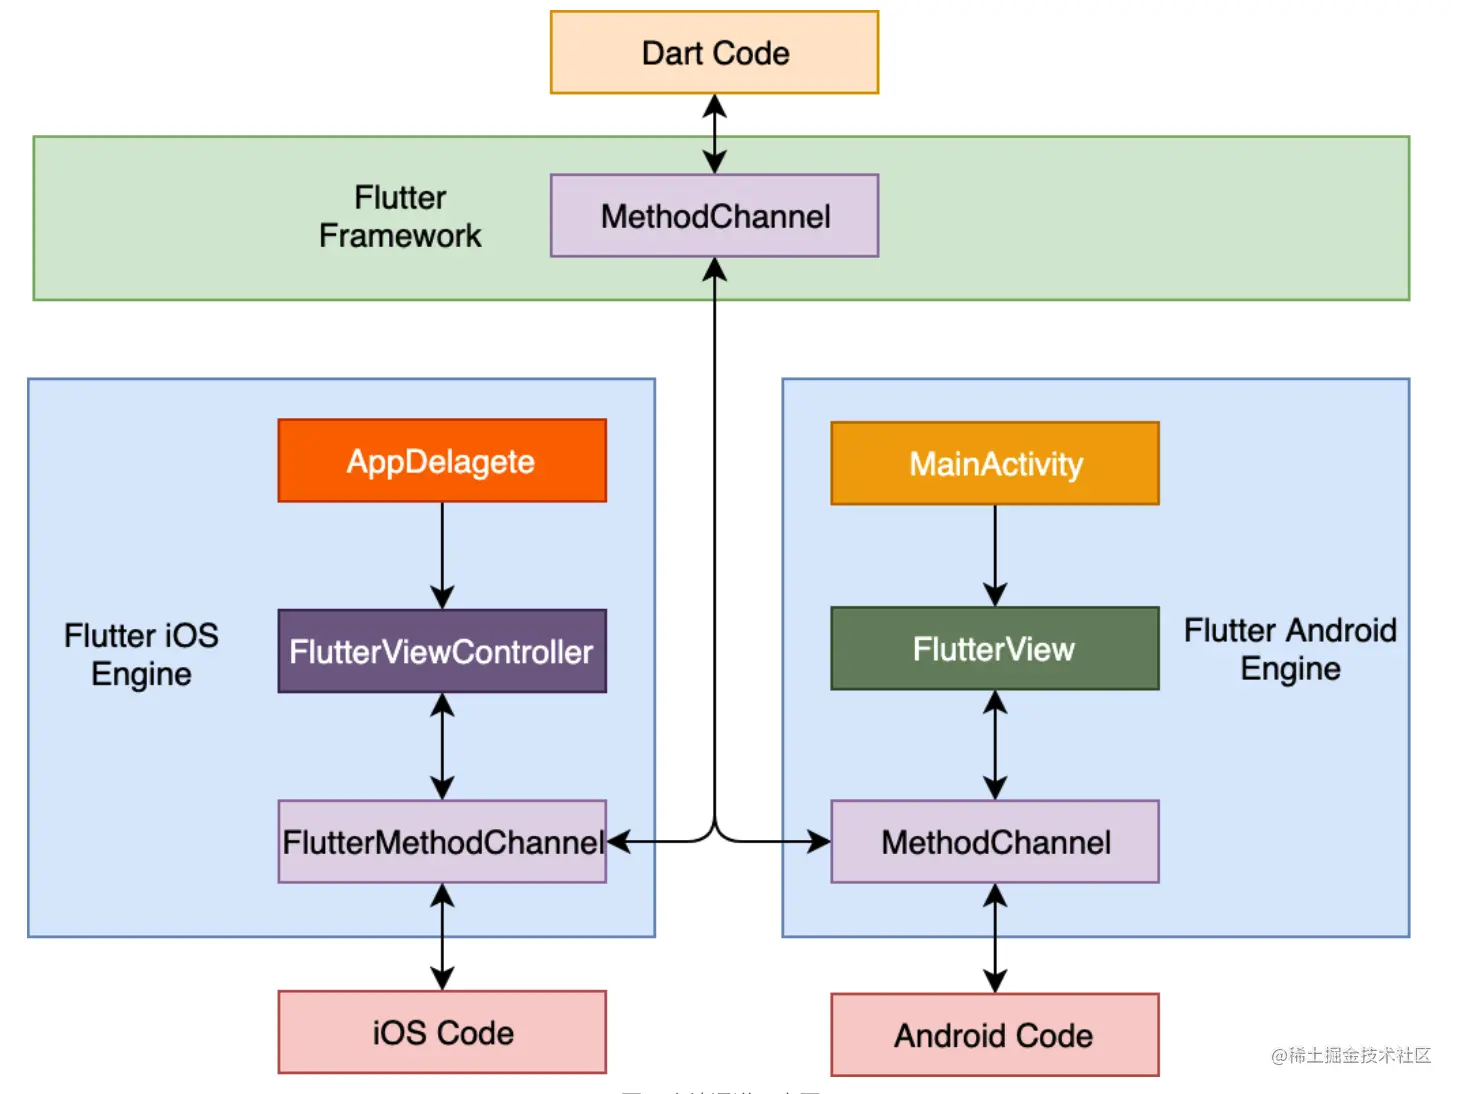 Dart Code
Flutter
Framework
MethodChannel
AppDelagete
MainActivity
Flutter iOS
Engine
FlutterViewController
FlutterView
Flutter Android
Engine
FlutterMethodChannel
MethodChannel
iOS Code
Android Code
@稀土掘金技术社区